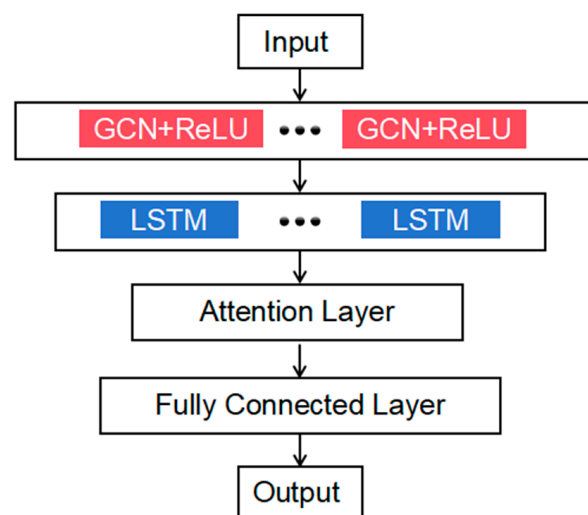 Input
GCN+ReLU ••• GCN+ReLU
LSTM ••• LSTM
Attention Layer
Fully Connected Layer
Output